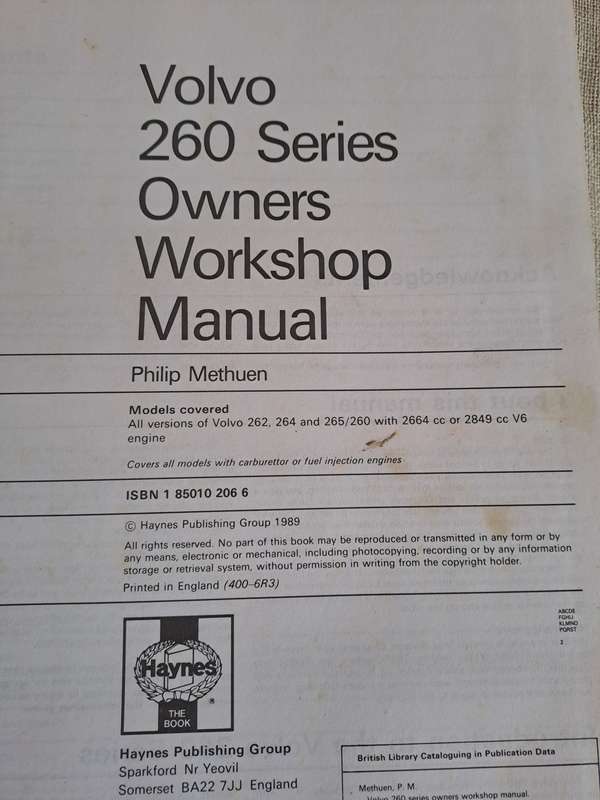 Volvo
260 Series
Owners
Workshop
Manual
Philip Methuen
Models covered
All versions of Volvo 262, 264 and 265/260 with 2664 cc or 2849 cc V6
engine
Covers all models with carburettor or fuel injection engines
ISBN 1 85010 206 6
© Haynes Publishing Group 1989
All rights reserved. No part of this book may be reproduced or transmitted in any form or by
any means, electronic or mechanical, including photocopying, recording or by any information
storage or retrieval system, without permission in writing from the copyright holder.
Printed in England (400-6R3)
ABCDE
FGHIJ
KLMNO
PQRST
2
Haynes
®
THE
BOOK
Haynes Publishing Group
Sparkford Nr Yeovil
Somerset BA22 7JJ England
British Library Cataloguing in Publication Data
Methuen, P. M.
Volvo 260 series owners workshop manual.